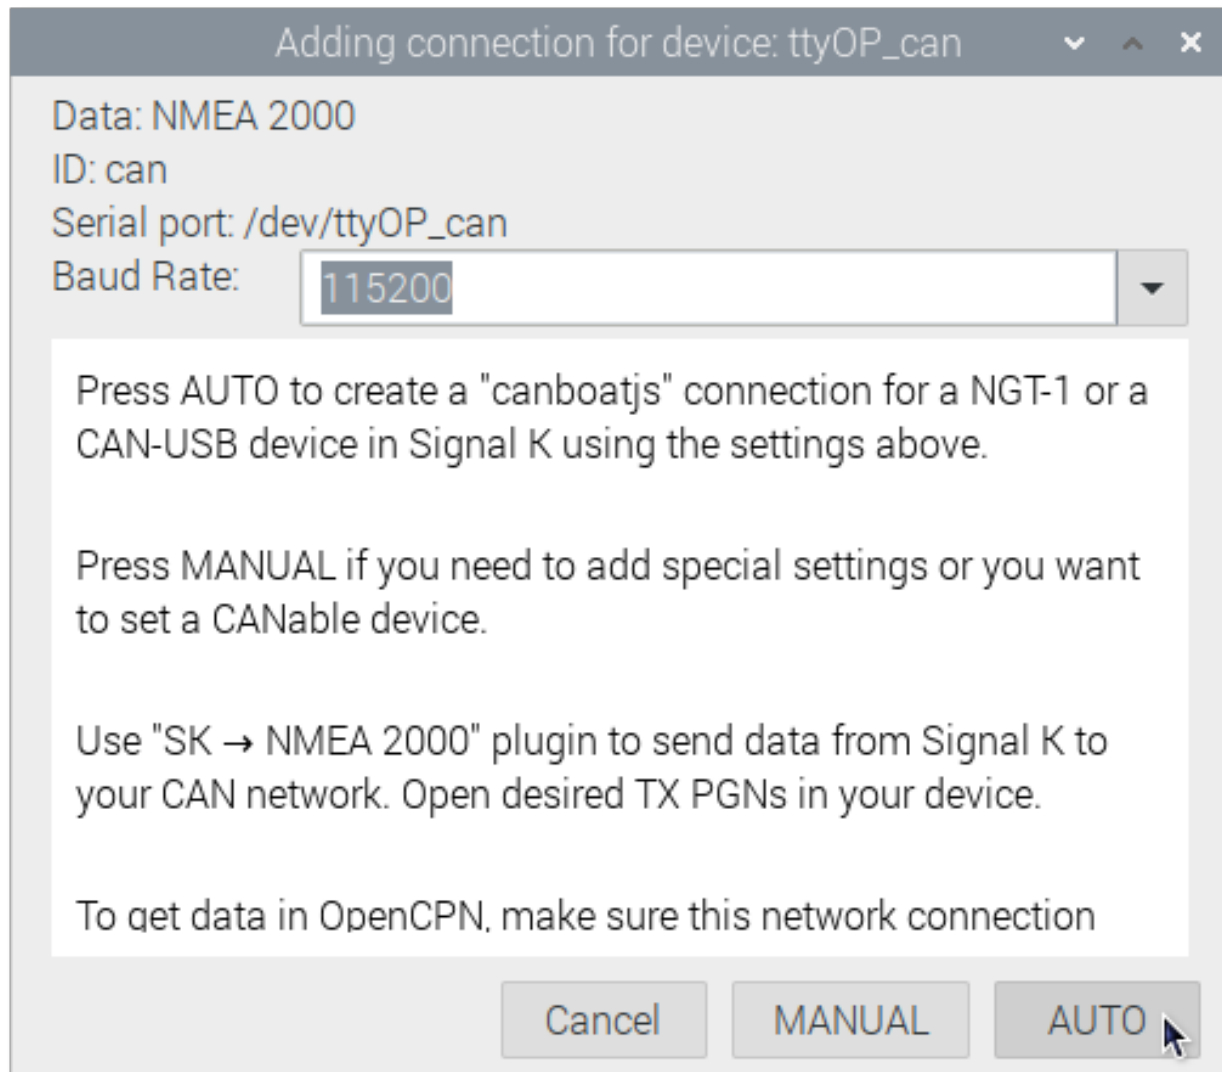 Adding connection for device: ttyOP_can
Data: NMEA 2000
ID: can
Serial port: /dev/ttyOP_can
Baud Rate: 115200
Press AUTO to create a "canboatjs" connection for a NGT-1 or a
CAN-USB device in Signal K using the settings above.
Press MANUAL if you need to add special settings or you want
to set a CANable device.
Use "SK → NMEA 2000" plugin to send data from Signal K to
your CAN network. Open desired TX PGNs in your device.
To get data in OpenCPN, make sure this network connection
Cancel MANUAL AUTO